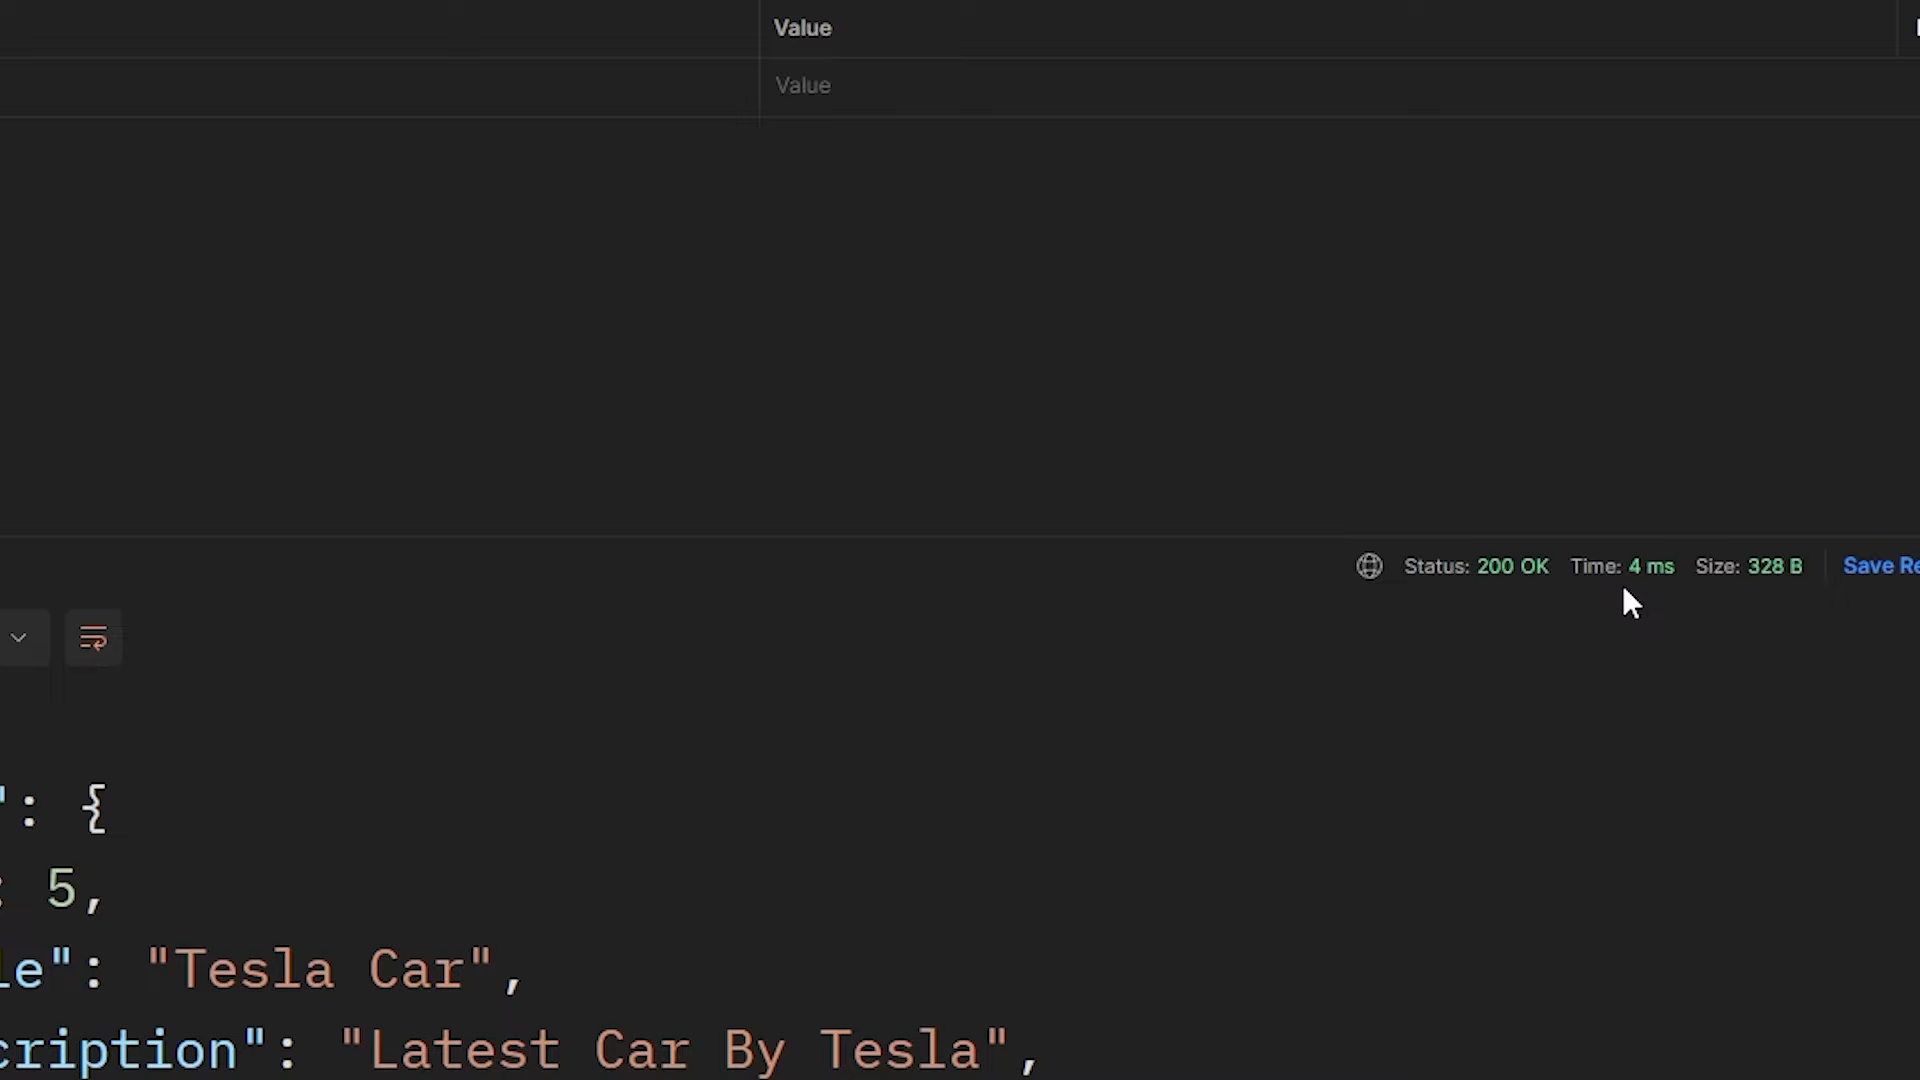 Value
Value
Status: 200 OK Time: 4 ms Size: 328 B Save Re
": {
: 5,
le": "Tesla Car",
cription": "Latest Car By Tesla",